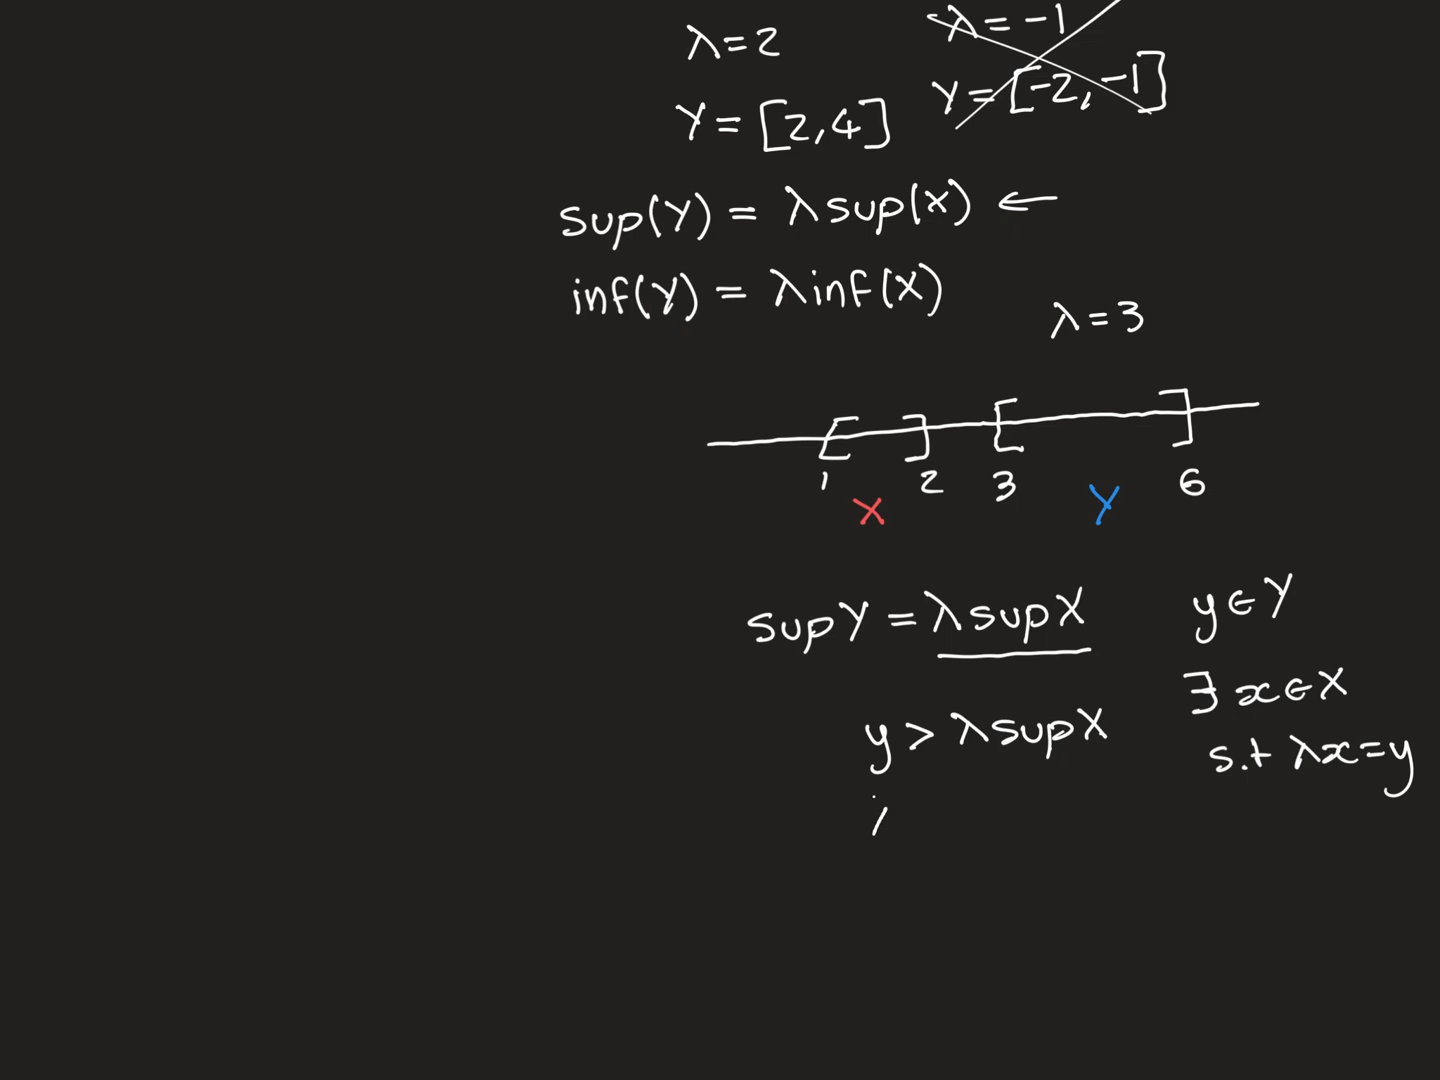 λ=2
λ=-1
Y=[2,4]
Y=[-2,-1]
sup(Y) = λsup(X) ←
inf(Y) = λinf(X)
λ=3
1 2 3 6
X Y
supY = λsupX
y∈Y
∃ x∈X
y > λsupX
s.t λx=y